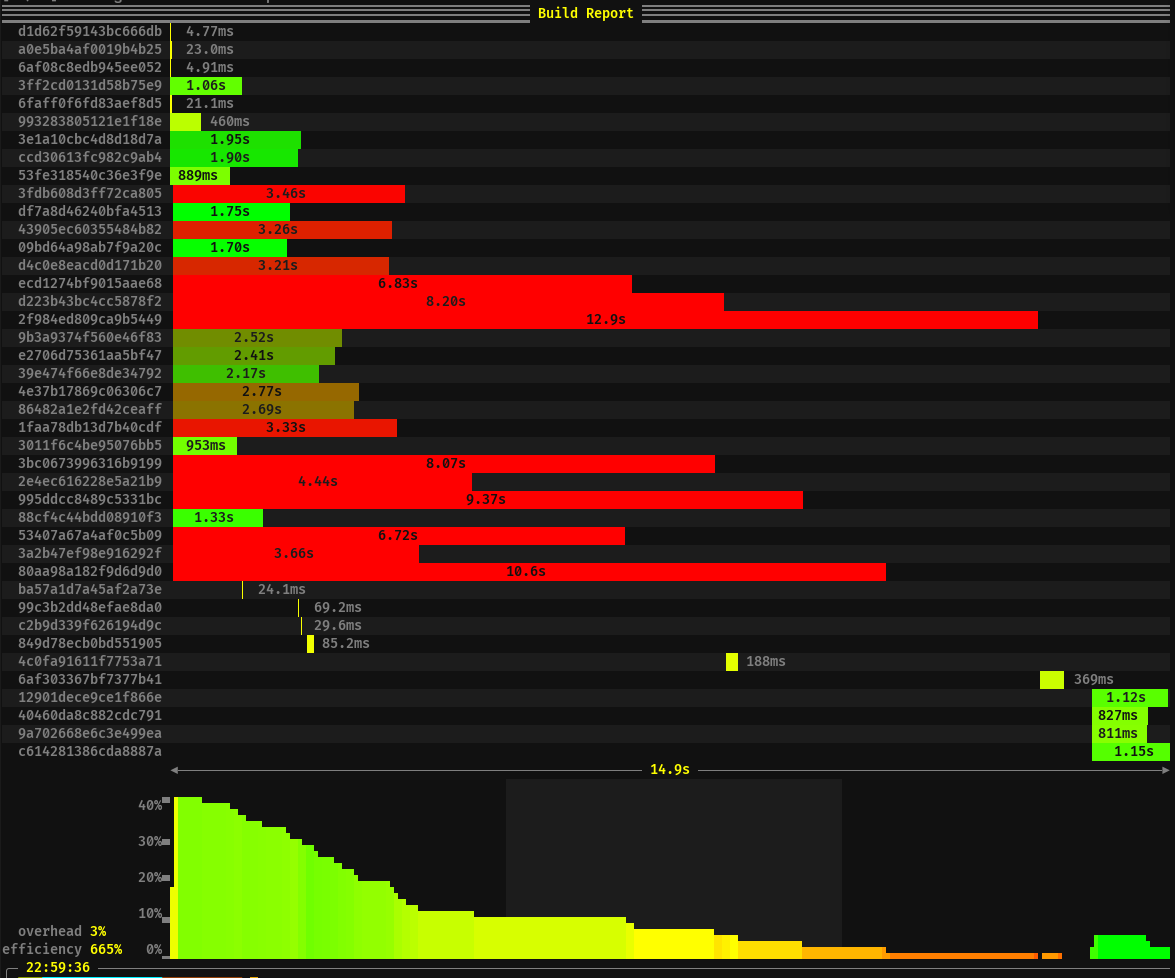 Build Report
d1d62f59143bc666db 4.77ms
a0e5ba4af0019b4b25 23.0ms
6af08c8edb945ee052 4.91ms
3ff2cd0131d58b75e9 1.06s
6faff0f6fd83aef8d5 21.1ms
993283805121e1f18e 460ms
3e1a10cbc4d8d18d7a 1.95s
ccd30613fc982c9ab4 1.90s
53fe318540c36e3f9e 889ms
3fdb608d3ff72ca805 3.46s
df7a8d46240bfa4513 1.75s
43905ec60355484b82 3.26s
09bd64a98ab7f9a20c 1.70s
d4c0e8eacd0d171b20 3.21s
ecd1274bf9015aae68 6.83s
d223b43bc4cc5878f2 8.20s
2f984ed809ca9b5449 12.9s
9b3a9374f560e46f83 2.52s
e2706d75361aa5bf47 2.41s
39e474f66e8de34792 2.17s
4e37b17869c06306c7 2.77s
86482a1e2fd42ceaff 2.69s
1faa78db13d7b40cdf 3.33s
3011f6c4be95076bb5 953ms
3bc0673996316b9199 8.07s
2e4ec616228e5a21b9 4.44s
995ddcc8489c5331bc 9.37s
88cf4c44bdd08910f3 1.33s
53407a67a4af0c5b09 6.72s
3a2b47ef98e916292f 3.66s
80aa98a182f9d6d9d0 10.6s
ba57a1d7a45af2a73e 24.1ms
99c3b2dd48efae8da0 69.2ms
c2b9d339f626194d9c 29.6ms
849d78ecb0bd551905 85.2ms
4c0fa91611f7753a71 188ms
6af303367bf7377b41 369ms
12901dece9ce1f866e 1.12s
40460da8c882cdc791 827ms
9a702668e6c3e499ea 811ms
c614281386cda8887a 1.15s
14.9s
40%
30%
20%
10%
overhead 3%
efficiency 665% 0%
22:59:36